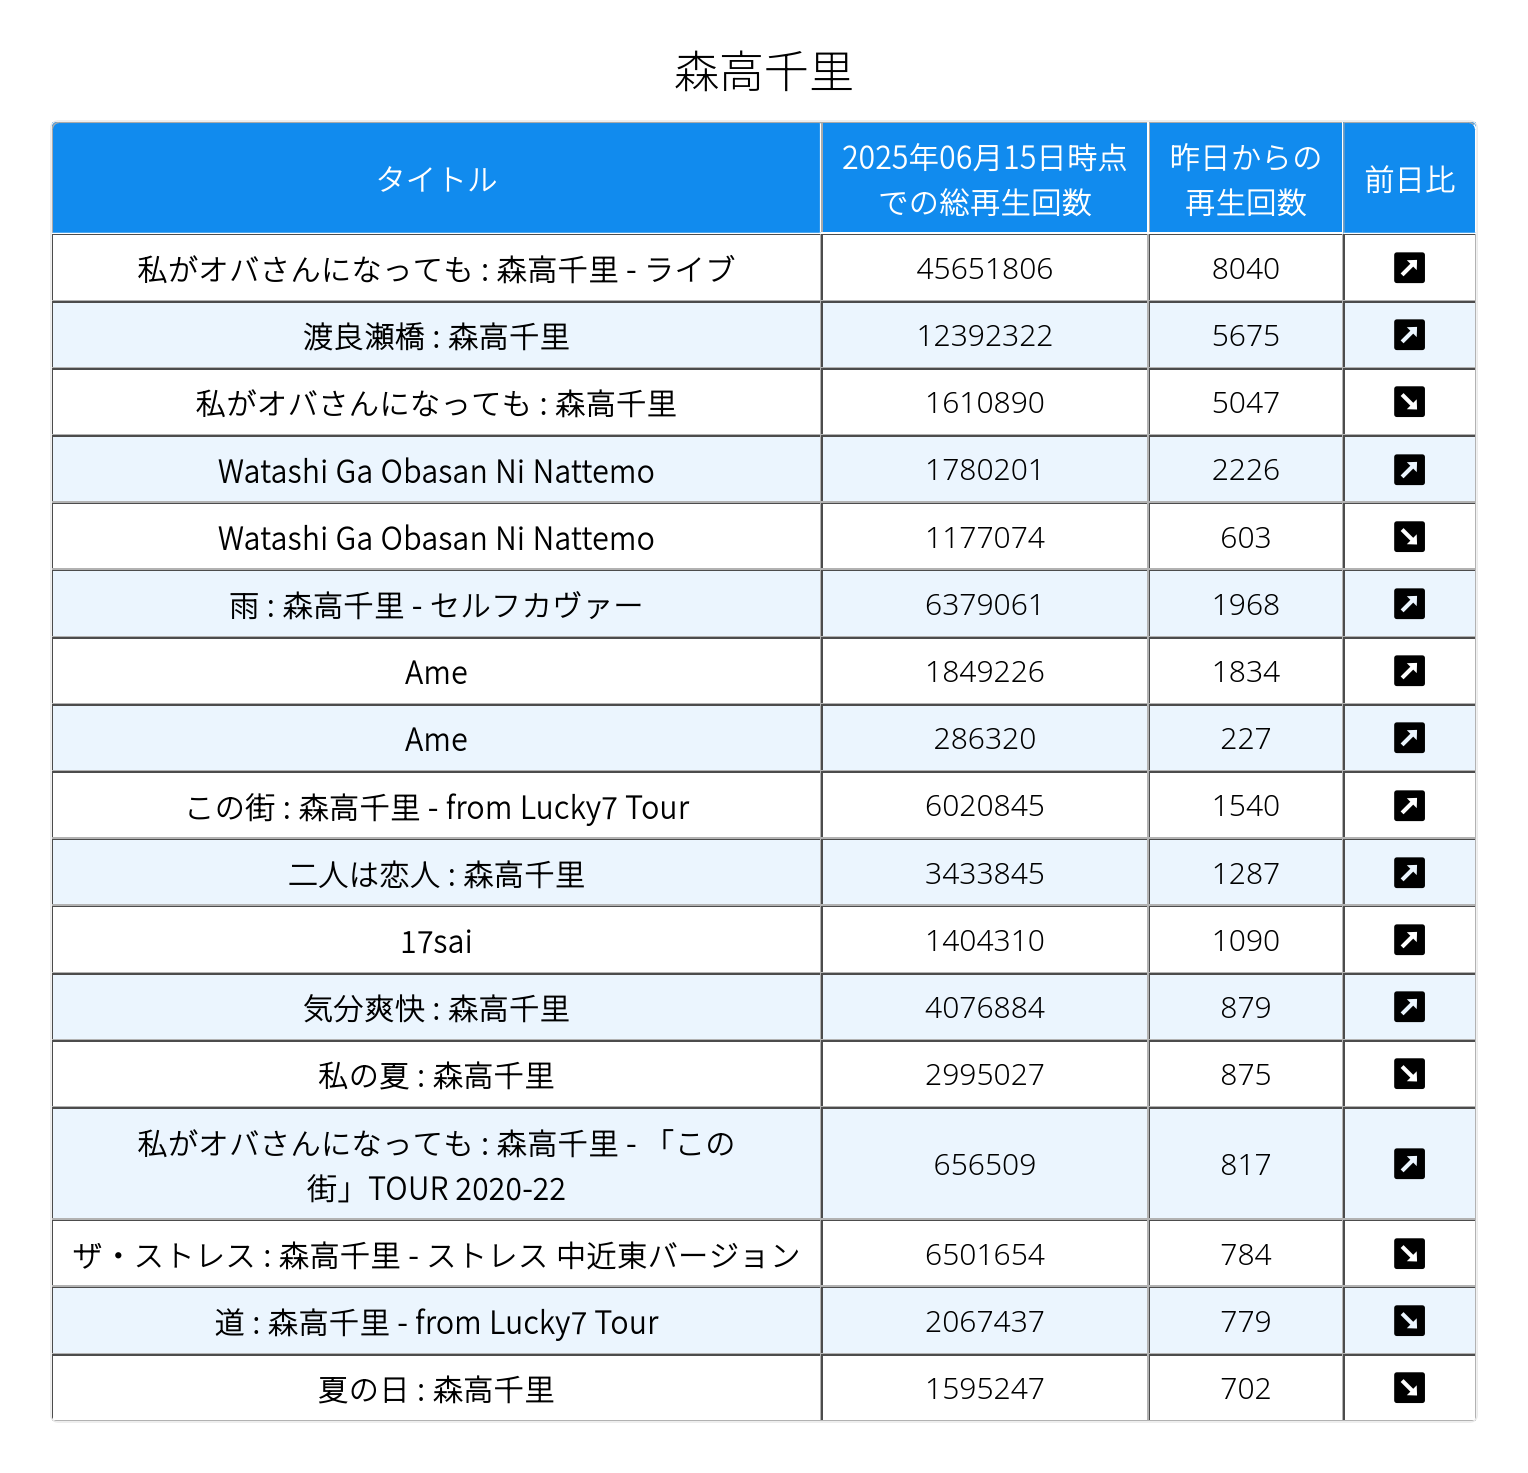 森高千里
タイトル
2025年06月15日時点
での総再生回数
昨日からの
再生回数
前日比
私がオバさんになっても : 森高千里 - ライブ 45651806 8040
渡良瀬橋 : 森高千里 12392322 5675
私がオバさんになっても : 森高千里 1610890 5047
Watashi Ga Obasan Ni Nattemo 1780201 2226
Watashi Ga Obasan Ni Nattemo 1177074 603
雨 : 森高千里 - セルフカヴァー 6379061 1968
Ame 1849226 1834
Ame 286320 227
この街 : 森高千里 - from Lucky7 Tour 6020845 1540
二人は恋人 : 森高千里 3433845 1287
17sai 1404310 1090
気分爽快 : 森高千里 4076884 879
私の夏 : 森高千里 2995027 875
私がオバさんになっても : 森高千里 - 「この
街」TOUR 2020-22
656509 817
ザ・ストレス : 森高千里 - ストレス 中近東バージョン 6501654 784
道 : 森高千里 - from Lucky7 Tour 2067437 779
夏の日 : 森高千里 1595247 702